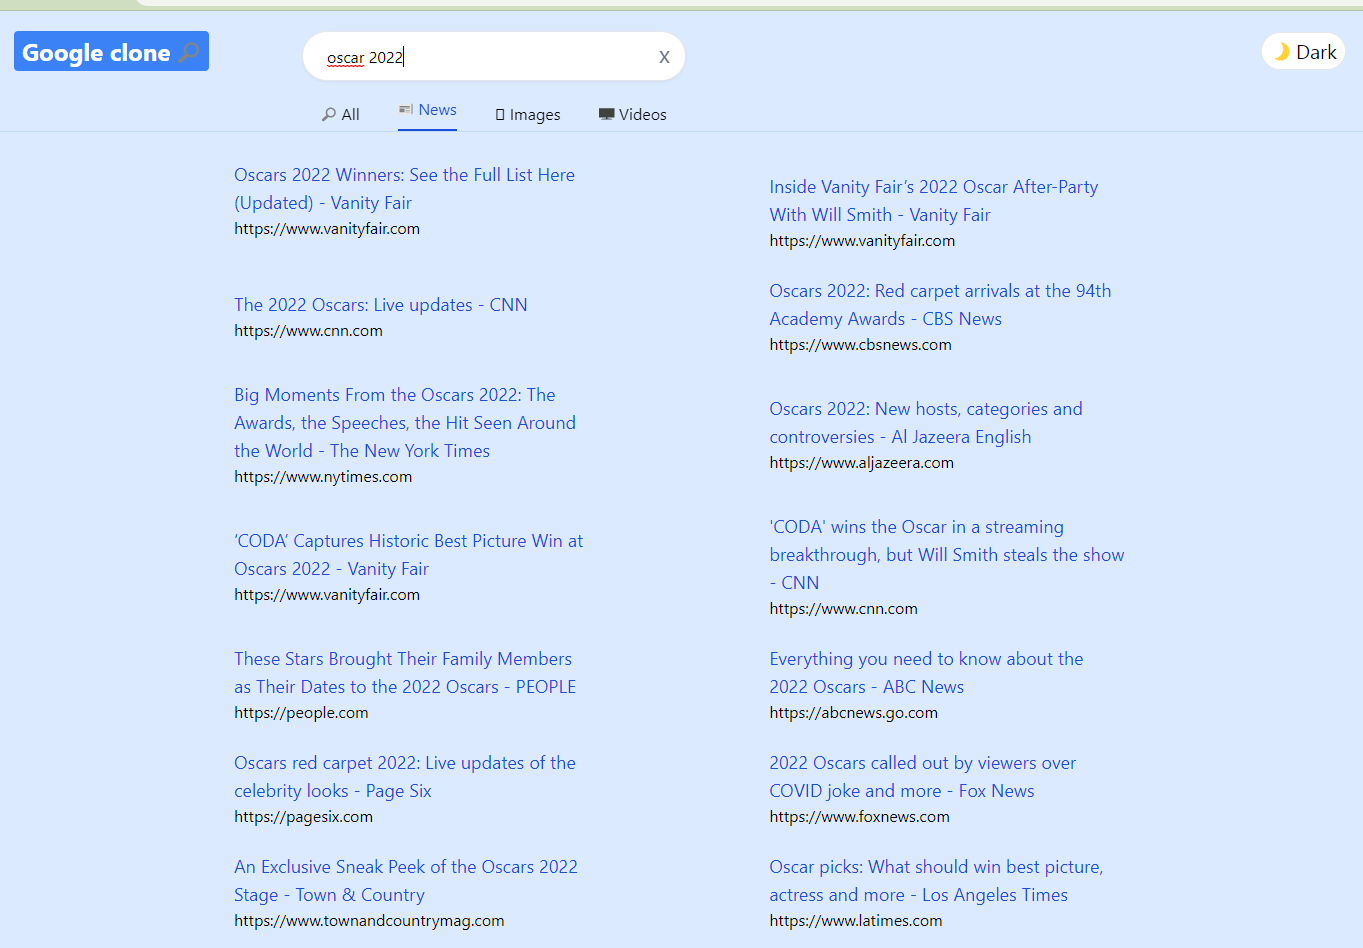 Google clone
oscar 2022
X
Dark
All
News
Images
Videos
Oscars 2022 Winners: See the Full List Here
(Updated) - Vanity Fair
https://www.vanityfair.com
Inside Vanity Fair’s 2022 Oscar After-Party
With Will Smith - Vanity Fair
https://www.vanityfair.com
The 2022 Oscars: Live updates - CNN
https://www.cnn.com
Oscars 2022: Red carpet arrivals at the 94th
Academy Awards - CBS News
https://www.cbsnews.com
Big Moments From the Oscars 2022: The
Awards, the Speeches, the Hit Seen Around
the World - The New York Times
https://www.nytimes.com
Oscars 2022: New hosts, categories and
controversies - Al Jazeera English
https://www.aljazeera.com
‘CODA’ Captures Historic Best Picture Win at
Oscars 2022 - Vanity Fair
https://www.vanityfair.com
'CODA' wins the Oscar in a streaming
breakthrough, but Will Smith steals the show
- CNN
https://www.cnn.com
These Stars Brought Their Family Members
as Their Dates to the 2022 Oscars - PEOPLE
https://people.com
Everything you need to know about the
2022 Oscars - ABC News
https://abcnews.go.com
Oscars red carpet 2022: Live updates of the
celebrity looks - Page Six
https://pagesix.com
2022 Oscars called out by viewers over
COVID joke and more - Fox News
https://www.foxnews.com
An Exclusive Sneak Peek of the Oscars 2022
Stage - Town & Country
https://www.townandcountrymag.com
Oscar picks: What should win best picture,
actress and more - Los Angeles Times
https://www.latimes.com